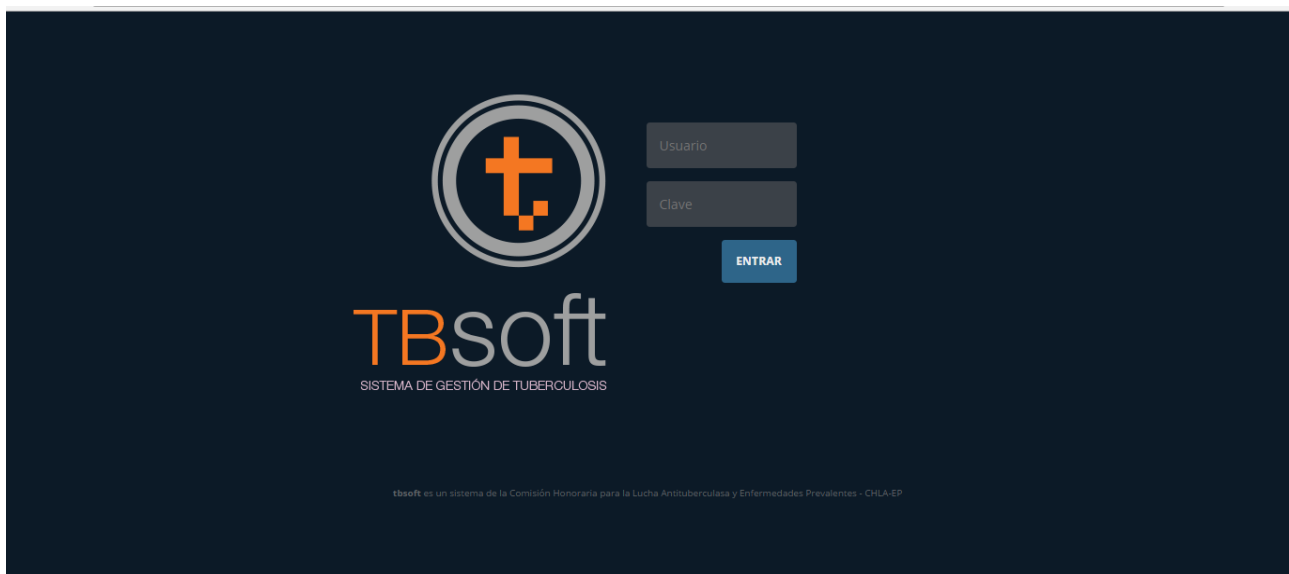 t
Usuario
Clave
ENTRAR
TBsoft
SISTEMA DE GESTIÓN DE TUBERCULOSIS
tbsoft es un sistema de la Comisión Honoraria para la Lucha Antituberculasa y Enfermedades Prevalentes - CHLA-EP